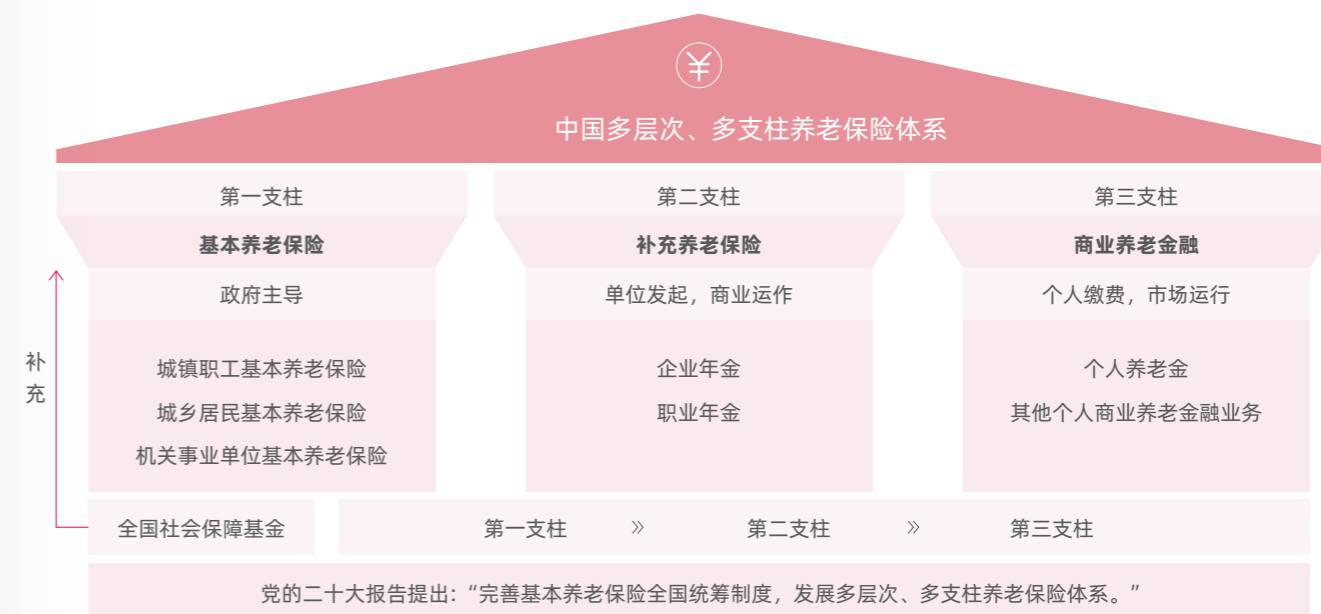 ¥
中国多层次、多支柱养老保险体系
第一支柱
基本养老保险
政府主导
城镇职工基本养老保险
城乡居民基本养老保险
机关事业单位基本养老保险
第二支柱
补充养老保险
单位发起，商业运作
企业年金
职业年金
第三支柱
商业养老金融
个人缴费，市场运行
个人养老金
其他个人商业养老金融业务
补
充
全国社会保障基金
第一支柱 » 第二支柱 » 第三支柱
党的二十大报告提出：“完善基本养老保险全国统筹制度，发展多层次、多支柱养老保险体系。”